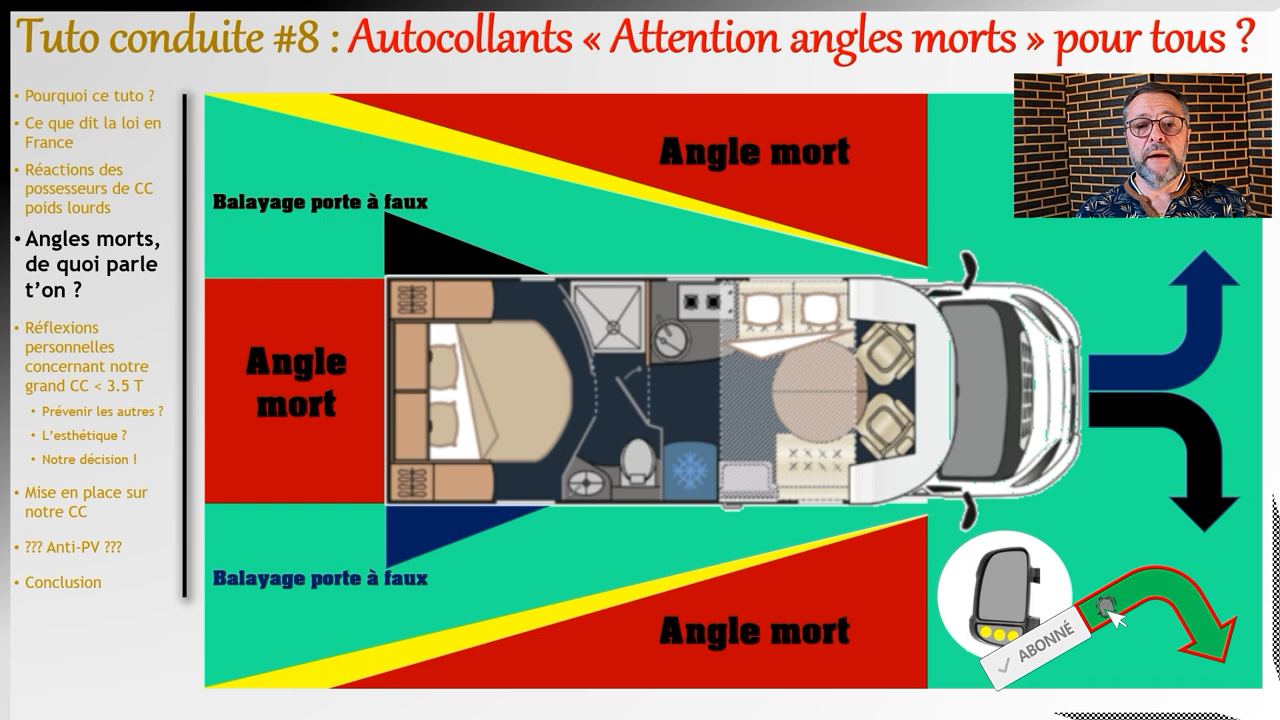 Tuto conduite #8 : Autocollants « Attention angles morts » pour tous ?
• Pourquoi ce tuto ?
• Ce que dit la loi en
France
• Réactions des
possesseurs de CC
poids lourds
• Angles morts,
de quoi parle
t’on ?
• Réflexions
personnelles
concernant notre
grand CC < 3.5 T
• Prévenir les autres ?
• L’esthétique ?
• Notre décision !
• Mise en place sur
notre CC
• ??? Anti-PV ???
• Conclusion
Angle mort
Balayage porte à faux
Angle
mort
Balayage porte à faux
Angle mort
ABONNÉ